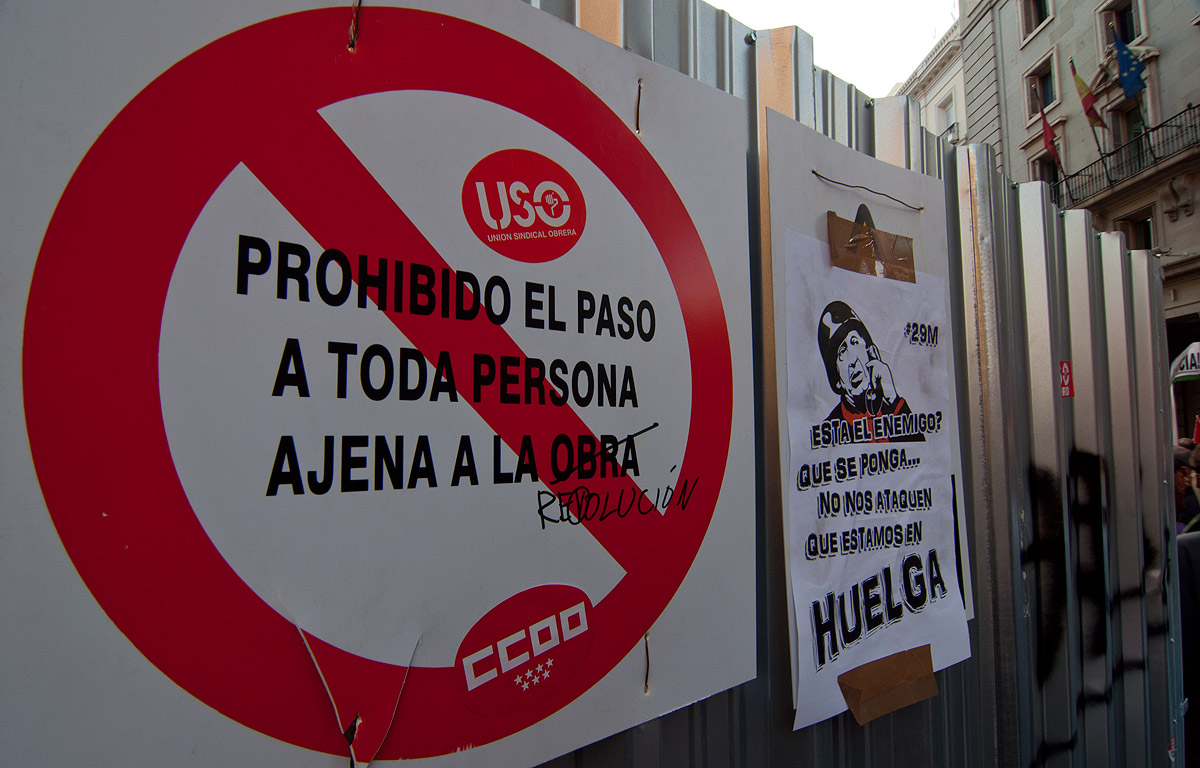 USO
UNION SINDICAL OBRERA
PROHIBIDO EL PASO
A TODA PERSONA
AJENA A LA OBRA
REVOLUCIÓN
CCOO
#29M
ESTA EL ENEMIGO?
QUE SE PONGA...
NO NOS ATAQUEN
QUE ESTAMOS EN
HUELGA